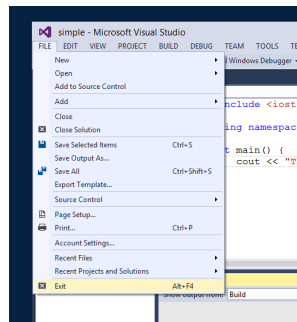 simple - Microsoft Visual Studio
FILE EDIT VIEW PROJECT BUILD DEBUG TEAM TOOLS
New
Windows Debugger
Open
Add to Source Control
Add
nclude <iost
Close
Close Solution
ing namespac
Save Selected Items Ctrl+S
t main() {
Save Output As...
cout << "T
Save All Ctrl+Shift+S
Export Template...
Source Control
Page Setup...
Print... Ctrl+P
Account Settings...
Recent Files
Recent Projects and Solutions
Exit Alt+F4
Show output from: Build